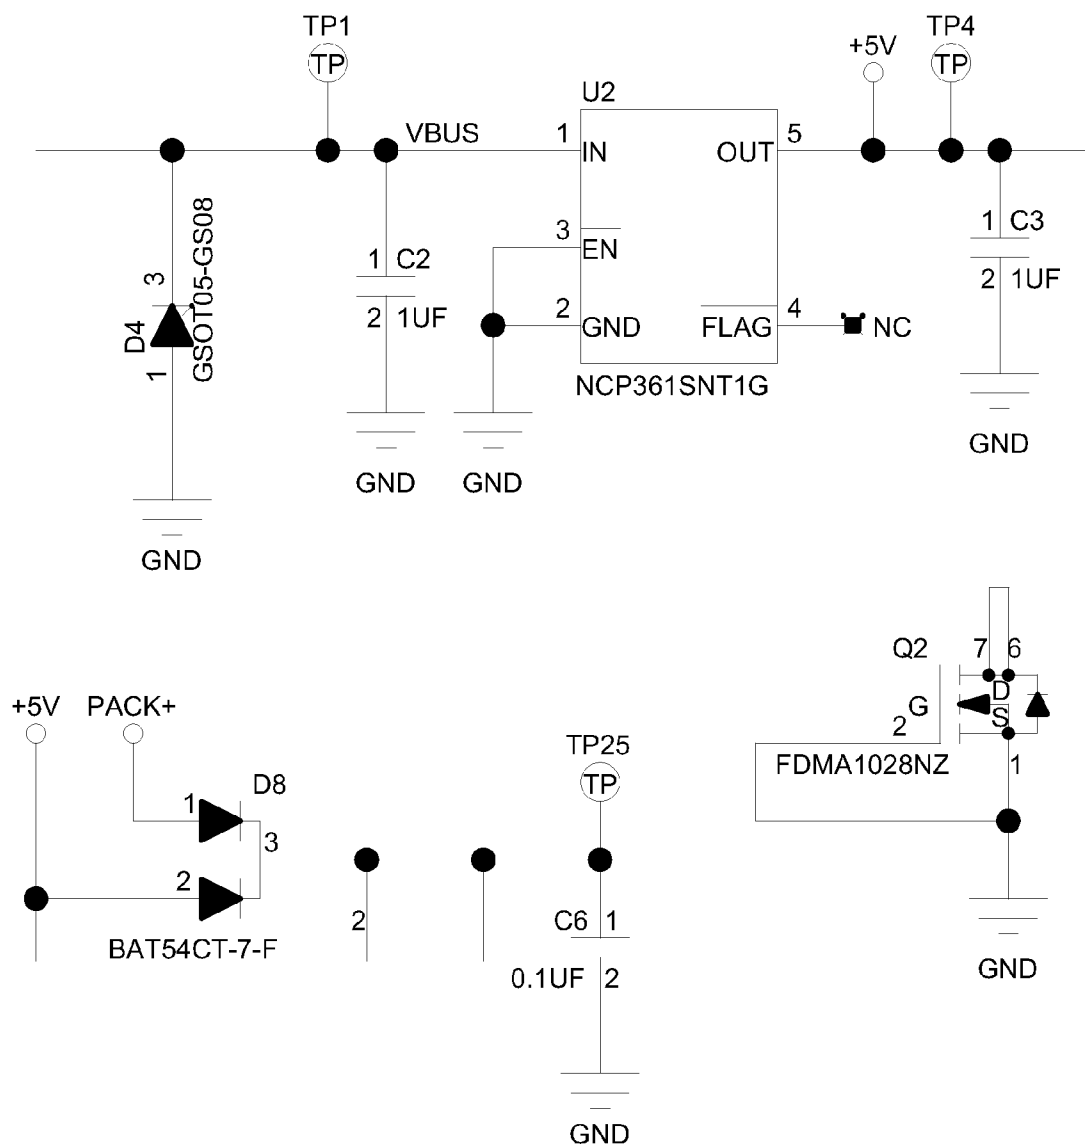 TP1
TP
TP4
TP
+5V
U2
VBUS
1
IN
OUT
5
3
EN
2
GND
FLAG
4
NC
NCP361SNT1G
1
C2
2
1UF
GND
GND
1
C3
2
1UF
GND
3
D4
1
GSOT05-GS08
GND
+5V
PACK+
D8
1
3
2
BAT54CT-7-F
2
TP25
TP
C6
1
0.1UF
2
GND
Q2
7
6
D
G
S
2
FDMA1028NZ
1
GND